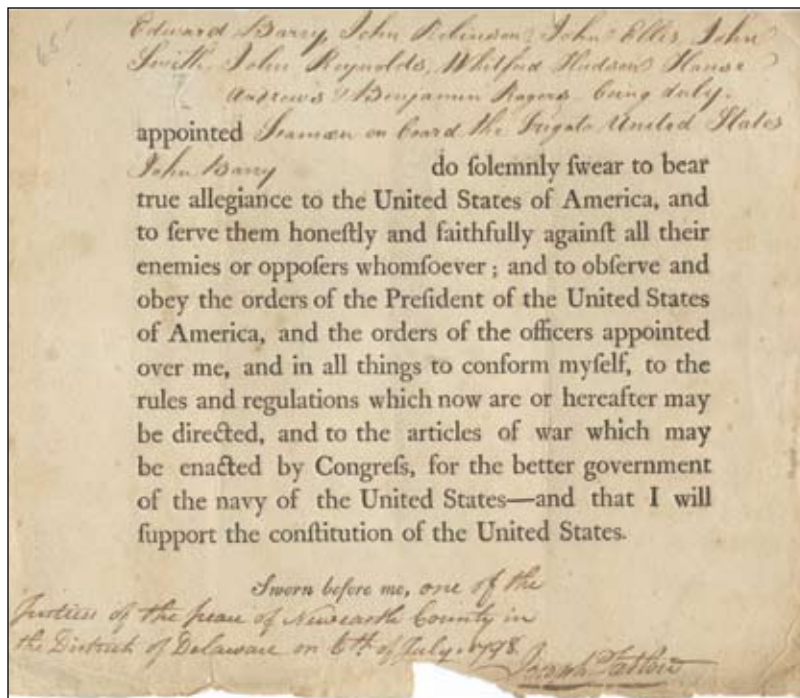 65
Edward Barry, John Robinson, John Ellis, John
Smith, John Reynolds, Whitford Hudson
Andrews & Benjamin Rogers being duly
appointed Seamen on board the Frigate United States
John Barry do ſolemnly ſwear to bear
true allegiance to the United States of America, and
to ſerve them honeſtly and faithfully againſt all their
enemies or oppoſers whomſoever; and to obſerve and
obey the orders of the Preſident of the United States
of America, and the orders of the officers appointed
over me, and in all things to conform myſelf, to the
rules and regulations which now are or hereafter may
be directed, and to the articles of war which may
be enacted by Congreſs, for the better government
of the navy of the United States—and that I will
ſupport the conſtitution of the United States.
Sworn before me, one of the
Justices of the peace of Newcastle County in
the District of Delaware on 6th of July 1798
Joseph Tatlow